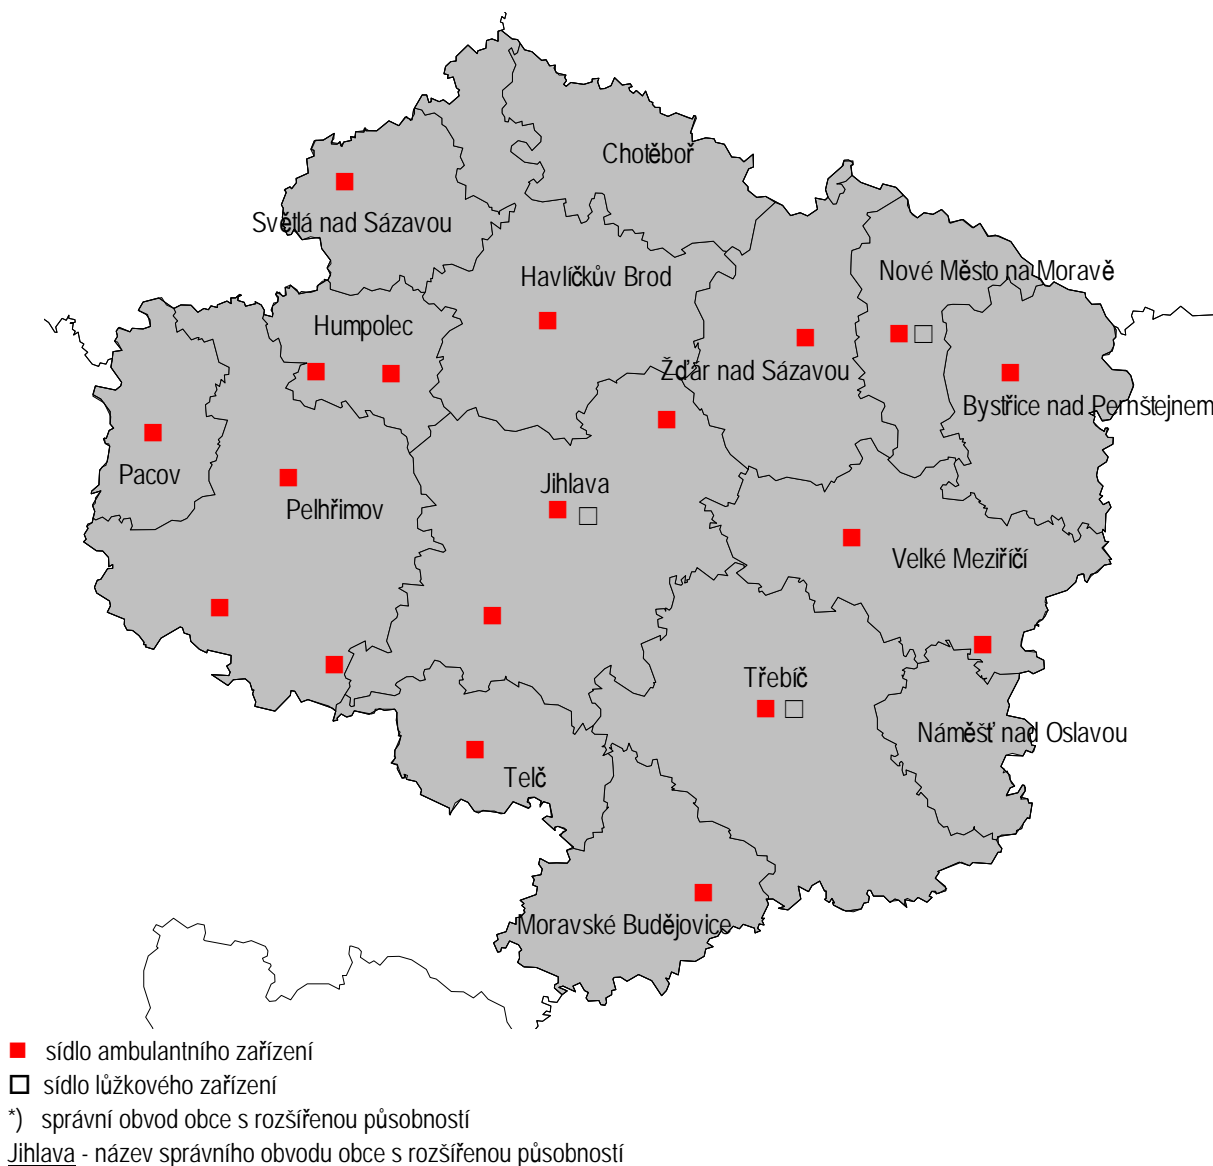 Chotěboř
Světlá nad Sázavou
Havlíčkův Brod
Nové Město na Moravě
Humpolec
Žďár nad Sázavou
Bystřice nad Pernštejnem
Pacov
Jihlava
Pelhřimov
Velké Meziříčí
Třebíč
Náměšť nad Oslavou
Telč
Moravské Budějovice
sídlo ambulantního zařízení
sídlo lůžkového zařízení
*) správní obvod obce s rozšířenou působností
Jihlava - název správního obvodu obce s rozšířenou působností